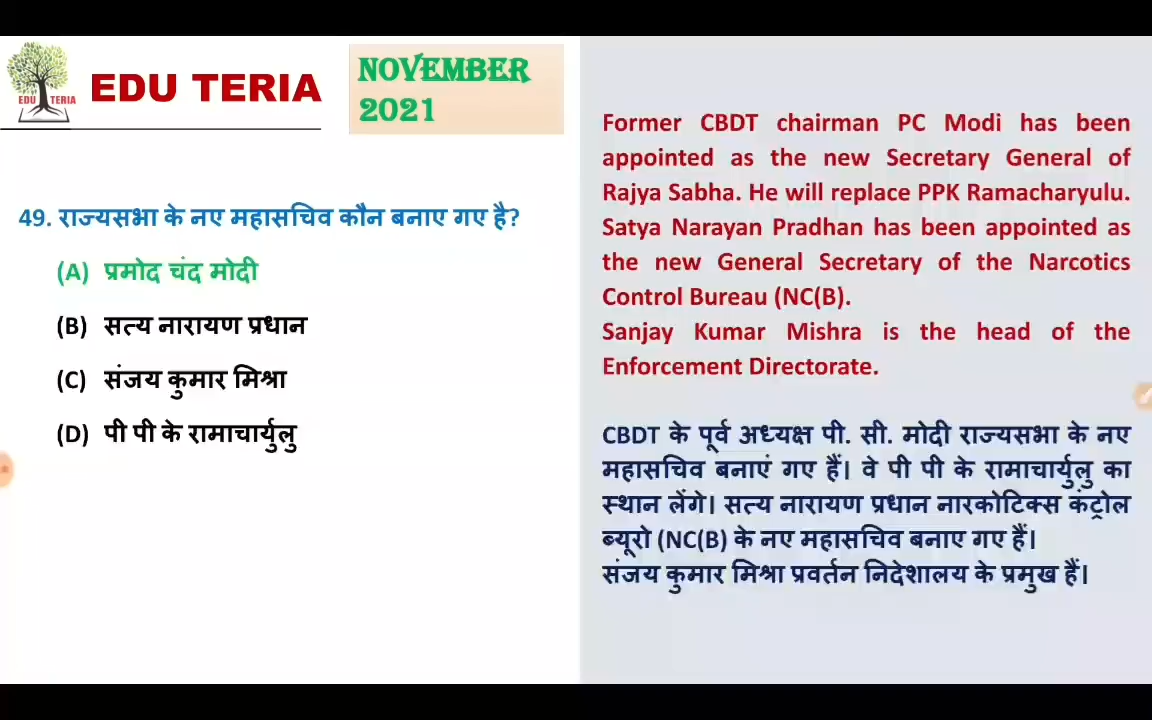 EDU TERIA
EDU TERIA
NOVEMBER
2021
49. राज्यसभा के नए महासचिव कौन बनाए गए है?
(A) प्रमोद चंद मोदी
(B) सत्य नारायण प्रधान
(C) संजय कुमार मिश्रा
(D) पी पी के रामाचार्युलु
Former CBDT chairman PC Modi has been
appointed as the new Secretary General of
Rajya Sabha. He will replace PPK Ramacharyulu.
Satya Narayan Pradhan has been appointed as
the new General Secretary of the Narcotics
Control Bureau (NC(B).
Sanjay Kumar Mishra is the head of the
Enforcement Directorate.
CBDT के पूर्व अध्यक्ष पी. सी. मोदी राज्यसभा के नए
महासचिव बनाएं गए हैं। वे पी पी के रामाचार्युलु का
स्थान लेंगे। सत्य नारायण प्रधान नारकोटिक्स कंट्रोल
ब्यूरो (NC(B) के नए महासचिव बनाए गए हैं।
संजय कुमार मिश्रा प्रवर्तन निदेशालय के प्रमुख हैं।